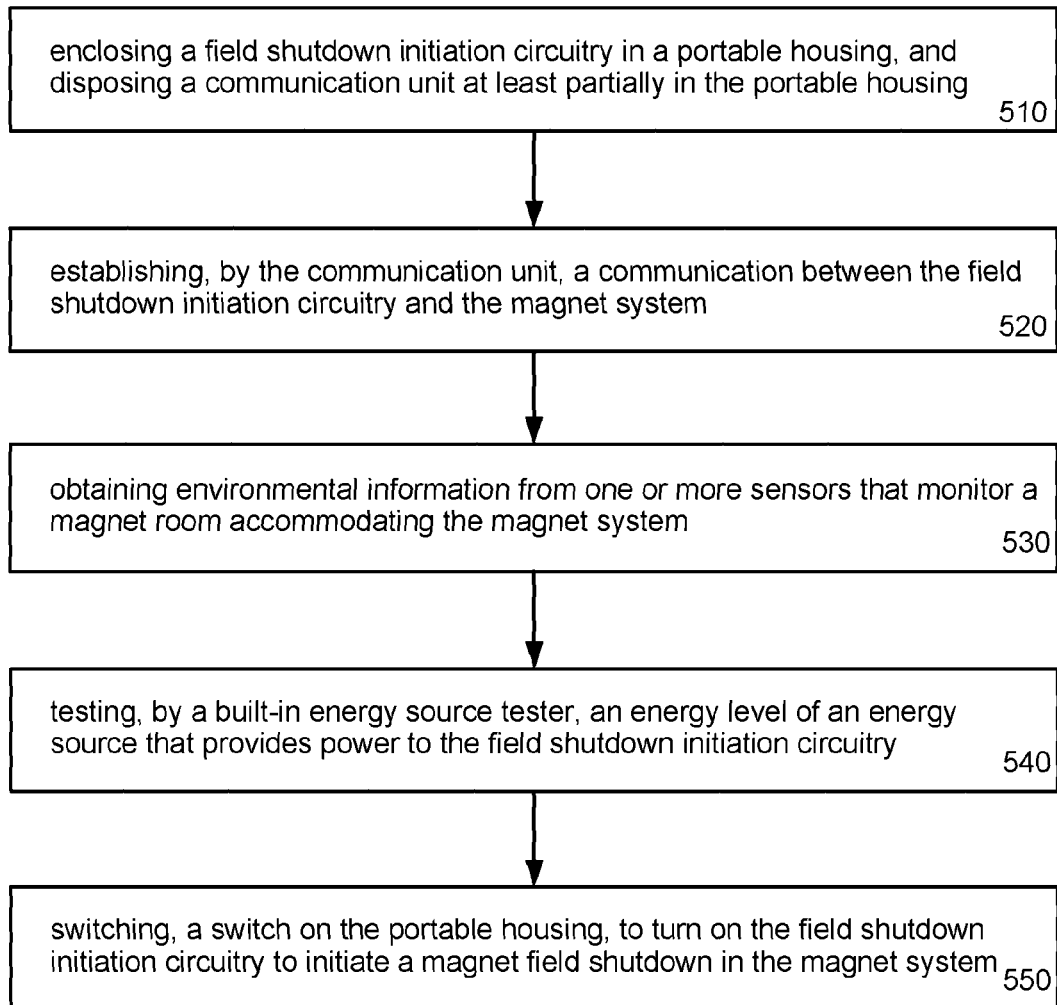 enclosing a field shutdown initiation circuitry in a portable housing, and
disposing a communication unit at least partially in the portable housing
510
establishing, by the communication unit, a communication between the field
shutdown initiation circuitry and the magnet system
520
obtaining environmental information from one or more sensors that monitor a
magnet room accommodating the magnet system
530
testing, by a built-in energy source tester, an energy level of an energy
source that provides power to the field shutdown initiation circuitry
540
switching, a switch on the portable housing, to turn on the field shutdown
initiation circuitry to initiate a magnet field shutdown in the magnet system
550